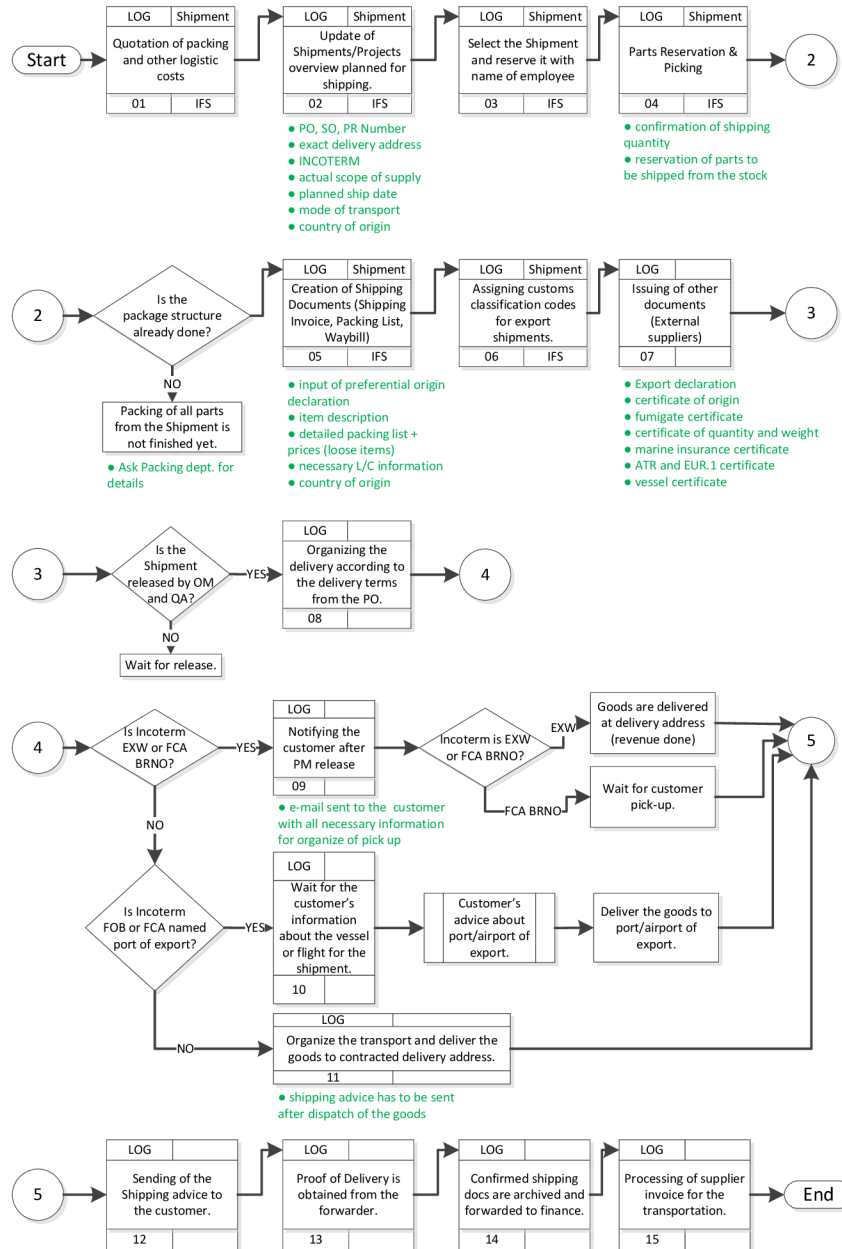 LOG Shipment
Start
Quotation of packing
and other logistic
costs
01 IFS
LOG Shipment
Update of
Shipments/Projects
overview planned for
shipping.
02 IFS
● PO, SO, PR Number
● exact delivery address
● INCOTERM
● actual scope of supply
● planned ship date
● mode of transport
● country of origin
LOG Shipment
Select the Shipment
and reserve it with
name of employee
03 IFS
LOG Shipment
Parts Reservation &
Picking
04 IFS
● confirmation of shipping
quantity
● reservation of parts to
be shipped from the stock
2
2
Is the
package structure
already done?
NO
Packing of all parts
from the Shipment is
not finished yet.
● Ask Packing dept. for
details
LOG Shipment
Creation of Shipping
Documents (Shipping
Invoice, Packing List,
Waybill)
05 IFS
● input of preferential origin
declaration
● item description
● detailed packing list +
prices (loose items)
● necessary L/C information
● country of origin
LOG Shipment
Assigning customs
classification codes
for export
shipments.
06 IFS
LOG
Issuing of other
documents
(External
suppliers)
07
● Export declaration
● certificate of origin
● fumigate certificate
● certificate of quantity and weight
● marine insurance certificate
● ATR and EUR.1 certificate
● vessel certificate
3
3
Is the
Shipment
released by OM
and QA?
YES
NO
Wait for release.
LOG
Organizing the
delivery according to
the delivery terms
from the PO.
08
4
4
Is Incoterm
EXW or FCA
BRNO?
YES
NO
LOG
Notifying the
customer after
PM release
09
● e-mail sent to the customer
with all necessary information
for organize of pick up
Incoterm is EXW
or FCA BRNO?
EXW
FCA BRNO
Goods are delivered
at delivery address
(revenue done)
Wait for customer
pick-up.
5
Is Incoterm
FOB or FCA named
port of export?
YES
NO
LOG
Wait for the
customer's
information
about the vessel
or flight for the
shipment.
10
Customer's
advice about
port/airport of
export.
Deliver the goods to
port/airport of
export.
LOG
Organize the transport and deliver the
goods to contracted delivery address.
11
● shipping advice has to be sent
after dispatch of the goods
5
LOG
Sending of the
Shipping advice to
the customer.
12
LOG
Proof of Delivery is
obtained from the
forwarder.
13
LOG
Confirmed shipping
docs are archived and
forwarded to finance.
14
LOG
Processing of supplier
invoice for the
transportation.
15
End